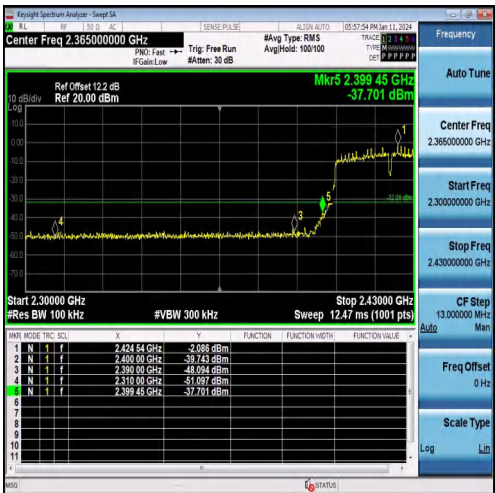 Keysight Spectrum Analyzer - Swept SA
RL RF 50 Ω AC SENSE:PULSE ALIGN AUTO 05:57:54 PM Jan 11, 2024
Center Freq 2.365000000 GHz
PNO: Fast
IFGain:Low
Trig: Free Run
#Atten: 30 dB
#Avg Type: RMS
Avg|Hold: 100/100
TRACE 1 2 3 4 5 6
TYPE M WWWWW
DET P P P P P P
Ref Offset 12.2 dB
10 dB/div Ref 20.00 dBm
Mkr5 2.399 45 GHz
-37.701 dBm
Log
10.0
0.00
-10.0
-20.0
-30.0
-40.0
-50.0
-60.0
-70.0
1
5
3
4
Start 2.30000 GHz Stop 2.43000 GHz
#Res BW 100 kHz #VBW 300 kHz Sweep 12.47 ms (1001 pts)
MKR MODE TRC SCL X Y FUNCTION FUNCTION WIDTH FUNCTION VALUE
1 N 1 f 2.424 54 GHz -2.086 dBm
2 N 1 f 2.400 00 GHz -39.743 dBm
3 N 1 f 2.390 00 GHz -48.094 dBm
4 N 1 f 2.310 00 GHz -51.097 dBm
5 N 1 f 2.399 45 GHz -37.701 dBm
6
7
8
9
10
11
MSG STATUS
Frequency
Auto Tune
Center Freq
2.365000000 GHz
Start Freq
2.300000000 GHz
Stop Freq
2.430000000 GHz
CF Step
13.000000 MHz
Auto Man
Freq Offset
0 Hz
Scale Type
Log Lin